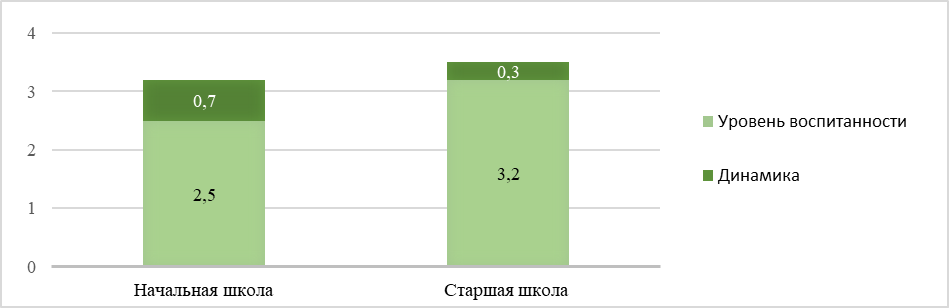 4
3
2
1
0
0,7
2,5
0,3
3,2
Начальная школа
Старшая школа
Уровень воспитанности
Динамика